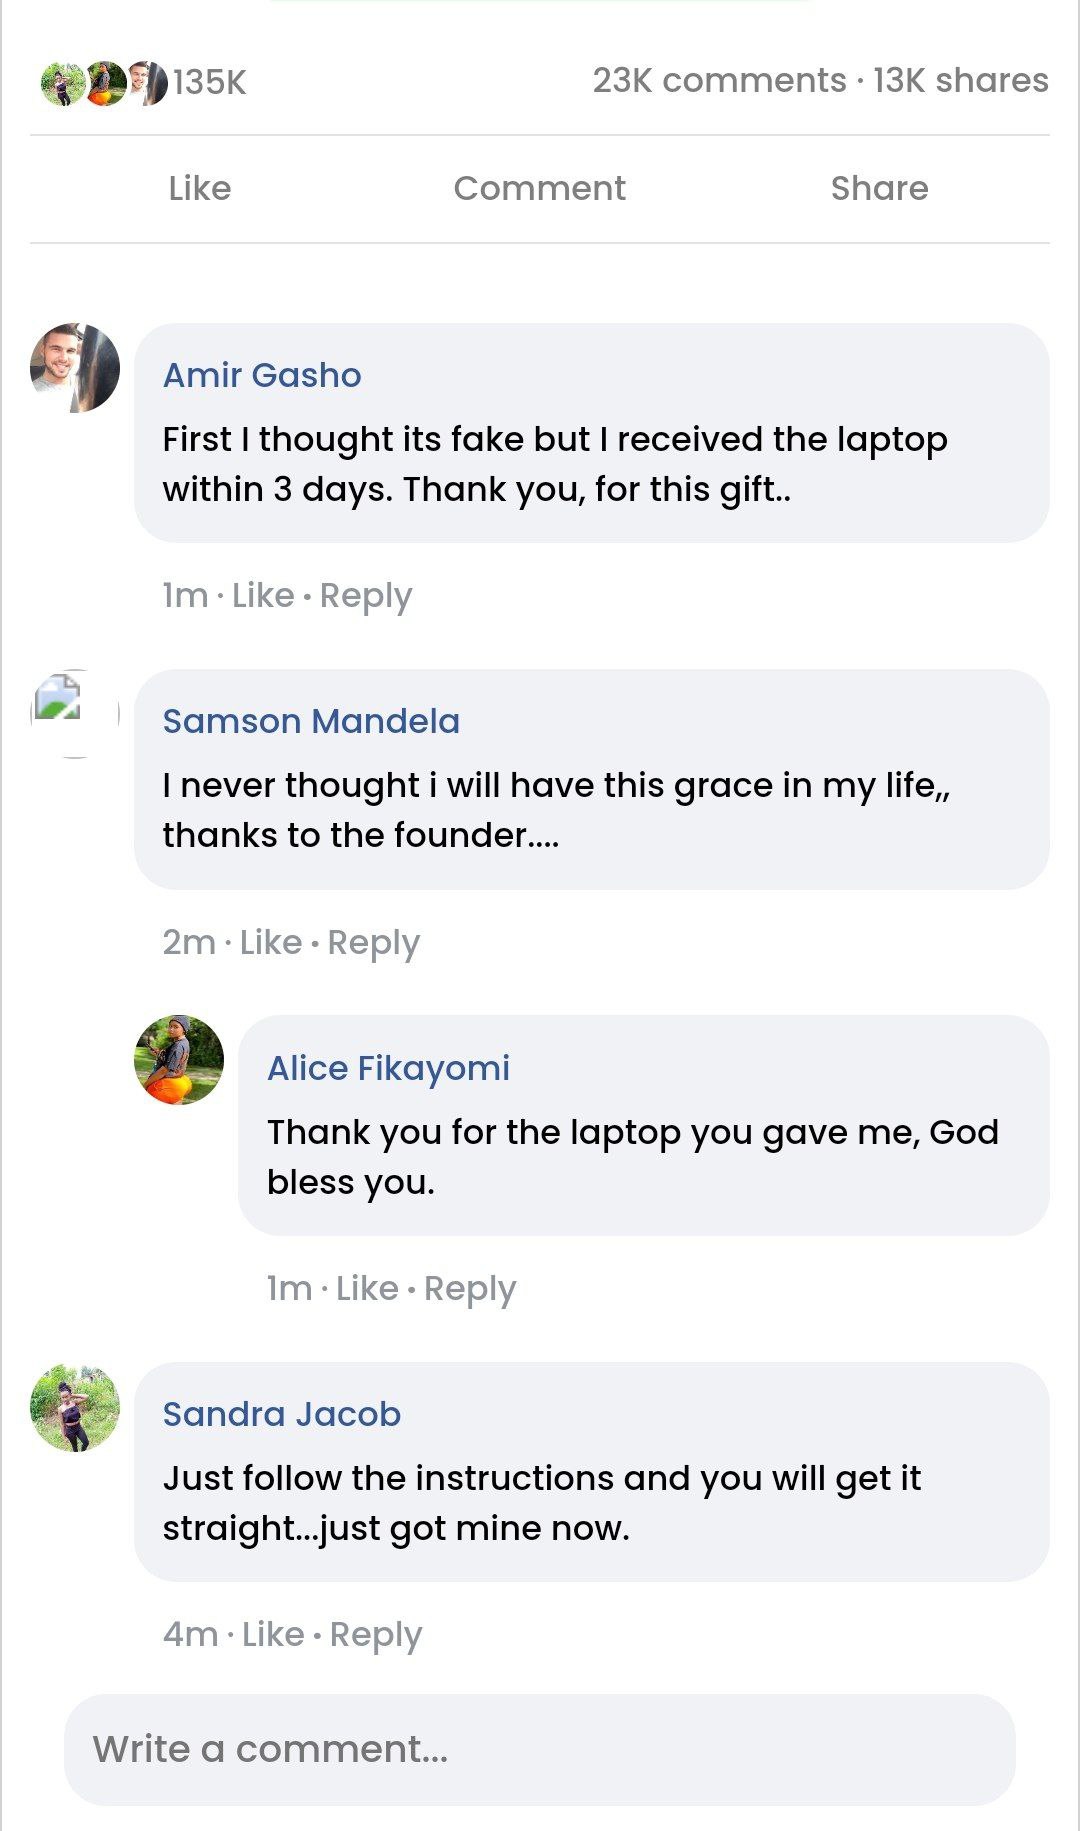 135K
23K comments · 13K shares
Like Comment Share
Amir Gasho
First I thought its fake but I received the laptop
within 3 days. Thank you, for this gift..
1m · Like • Reply
Samson Mandela
I never thought i will have this grace in my life,,
thanks to the founder....
2m · Like • Reply
Alice Fikayomi
Thank you for the laptop you gave me, God
bless you.
1m · Like • Reply
Sandra Jacob
Just follow the instructions and you will get it
straight...just got mine now.
4m · Like • Reply
Write a comment...